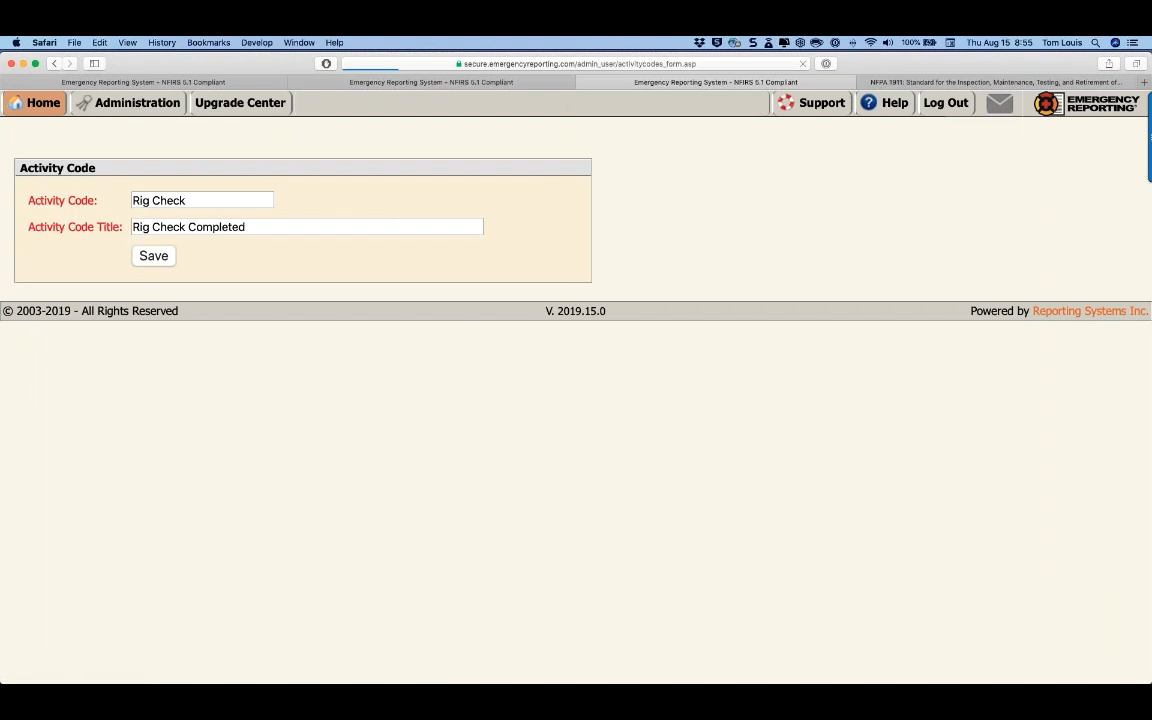 Safari File Edit View History Bookmarks Develop Window Help 100% Thu Aug 15 8:55 Tom Louis
secure.emergencyreporting.com/admin_user/activitycodes_form.asp
Emergency Reporting System - NFIRS 5.1 Compliant Emergency Reporting System - NFIRS 5.1 Compliant Emergency Reporting System - NFIRS 5.1 Compliant NFPA 1911: Standard for the Inspection, Maintenance, Testing, and Retirement of...
Home Administration Upgrade Center Support Help Log Out EMERGENCY
REPORTING
Activity Code
Activity Code: Rig Check
Activity Code Title: Rig Check Completed
Save
© 2003-2019 - All Rights Reserved V. 2019.15.0 Powered by Reporting Systems Inc.